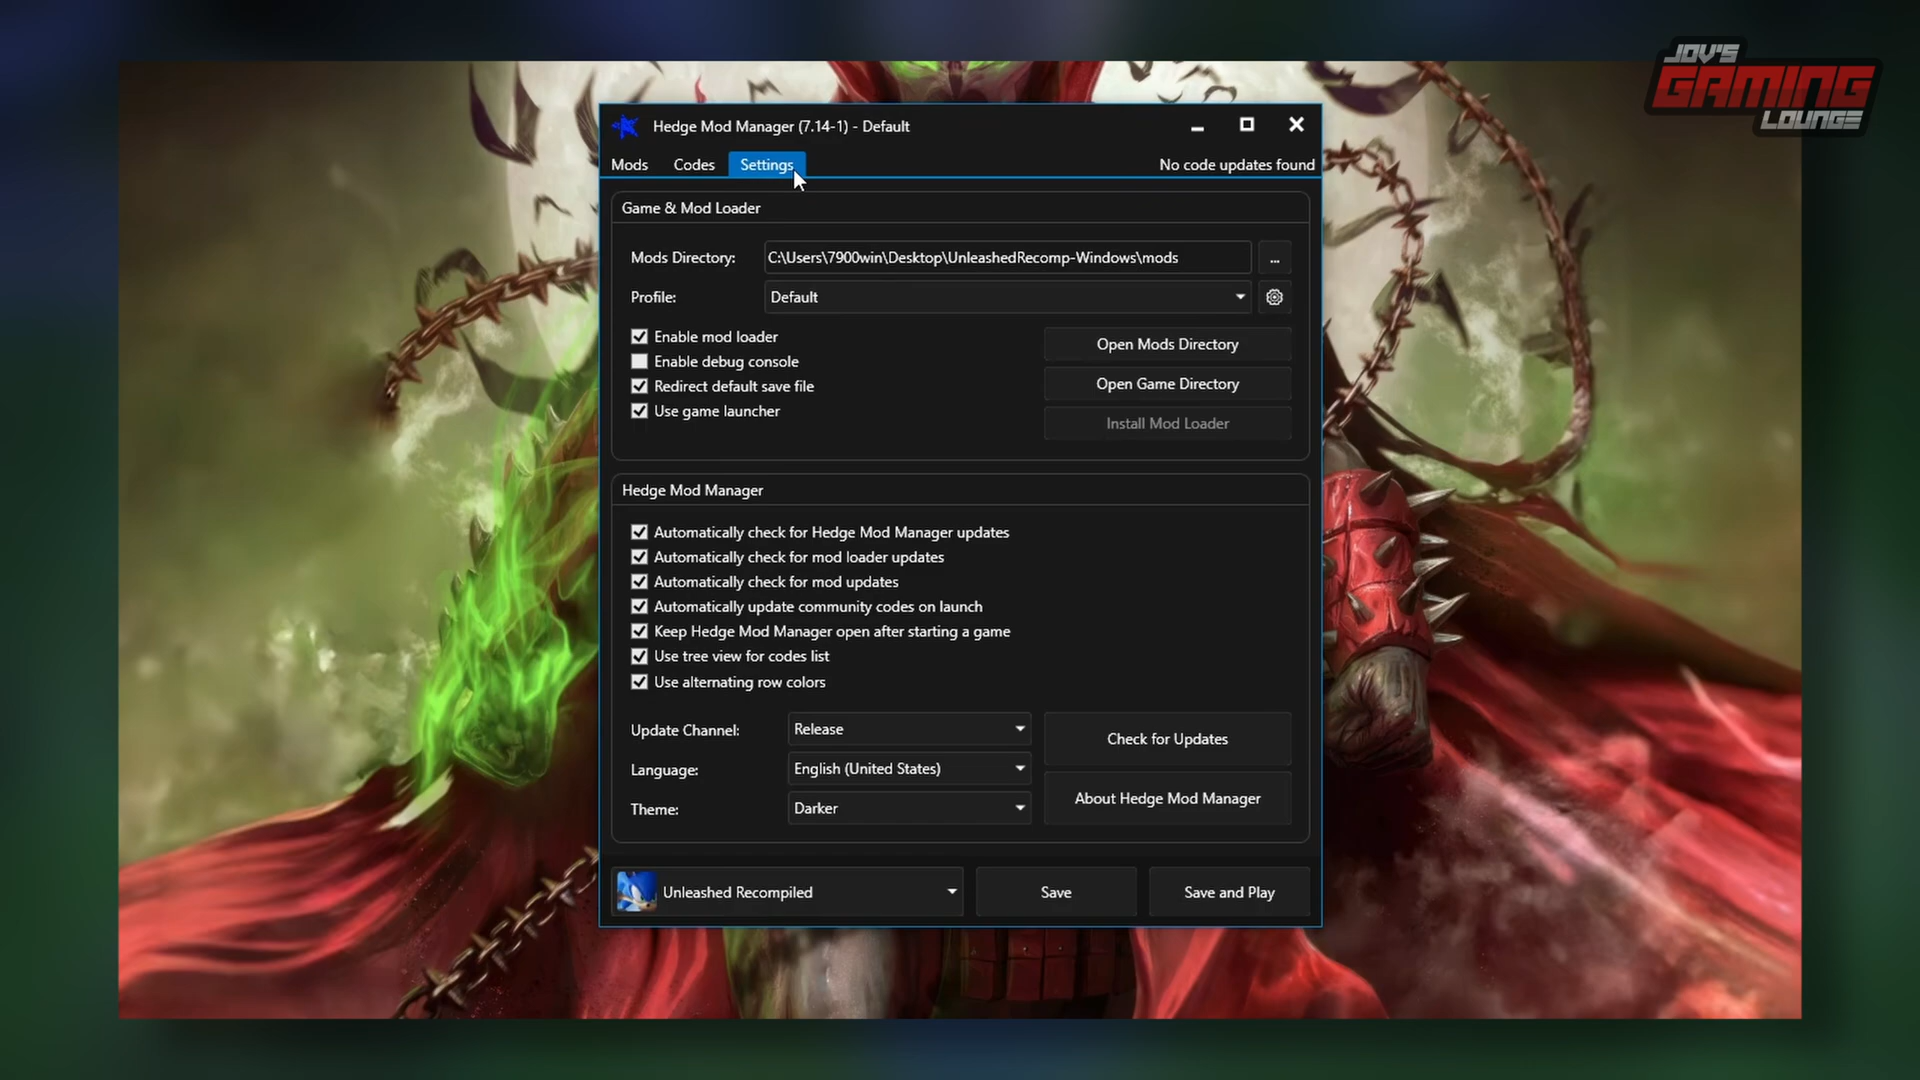 JOV'S
GAMING
LOUNGE
Hedge Mod Manager (7.14-1) - Default
Mods Codes Settings No code updates found
Game & Mod Loader
Mods Directory: C:\Users\7900win\Desktop\UnleashedRecomp-Windows\mods ...
Profile: Default
Enable mod loader
Enable debug console
Redirect default save file
Use game launcher
Open Mods Directory
Open Game Directory
Install Mod Loader
Hedge Mod Manager
Automatically check for Hedge Mod Manager updates
Automatically check for mod loader updates
Automatically check for mod updates
Automatically update community codes on launch
Keep Hedge Mod Manager open after starting a game
Use tree view for codes list
Use alternating row colors
Update Channel: Release
Language: English (United States)
Theme: Darker
Check for Updates
About Hedge Mod Manager
Unleashed Recompiled Save Save and Play